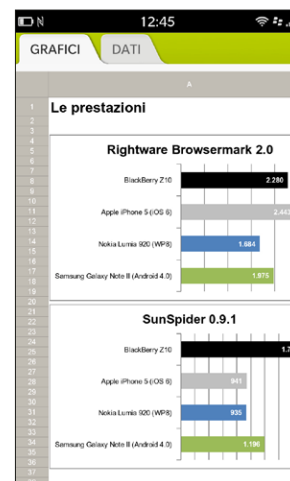 N 12:45
GRAFICI DATI
A
1 Le prestazioni
2
3
4
5 Rightware Browsermark 2.0
6
7
8 BlackBerry Z10 2.280
9
10
11 Apple iPhone 5 (iOS 6) 2.443
12
13
14 Nokia Lumia 920 (WP8) 1.684
15
16
17 Samsung Galaxy Note II (Android 4.0) 1.975
18
19
20
21
22 SunSpider 0.9.1
23
24
25 BlackBerry Z10
26
27
28 Apple iPhone 5 (iOS 6) 941
29
30
31 Nokia Lumia 920 (WP8) 935
32
33
34 Samsung Galaxy Note II (Android 4.0) 1.190
35
36
37